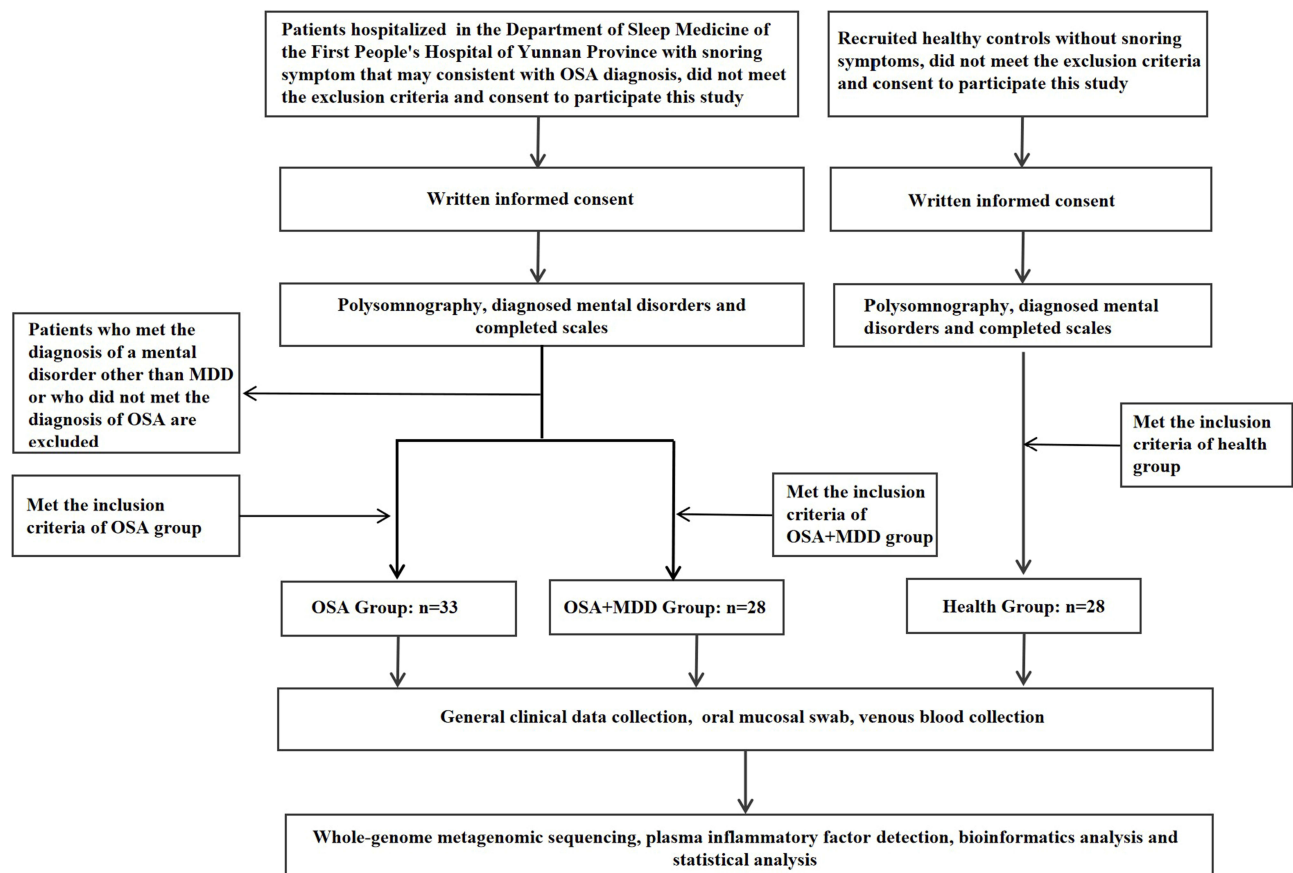 Patients hospitalized in the Department of Sleep Medicine of
the First People's Hospital of Yunnan Province with snoring
symptom that may consistent with OSA diagnosis, did not meet
the exclusion criteria and consent to participate this study
Recruited healthy controls without snoring
symptoms, did not meet the exclusion criteria
and consent to participate this study
Written informed consent
Written informed consent
Polysomnography, diagnosed mental disorders and
completed scales
Polysomnography, diagnosed mental
disorders and completed scales
Patients who met the
diagnosis of a mental
disorder other than MDD
or who did not met the
diagnosis of OSA are
excluded
Met the inclusion
criteria of health
group
Met the inclusion
criteria of OSA group
Met the inclusion
criteria of
OSA+MDD group
OSA Group: n=33
OSA+MDD Group: n=28
Health Group: n=28
General clinical data collection, oral mucosal swab, venous blood collection
Whole-genome metagenomic sequencing, plasma inflammatory factor detection, bioinformatics analysis and
statistical analysis